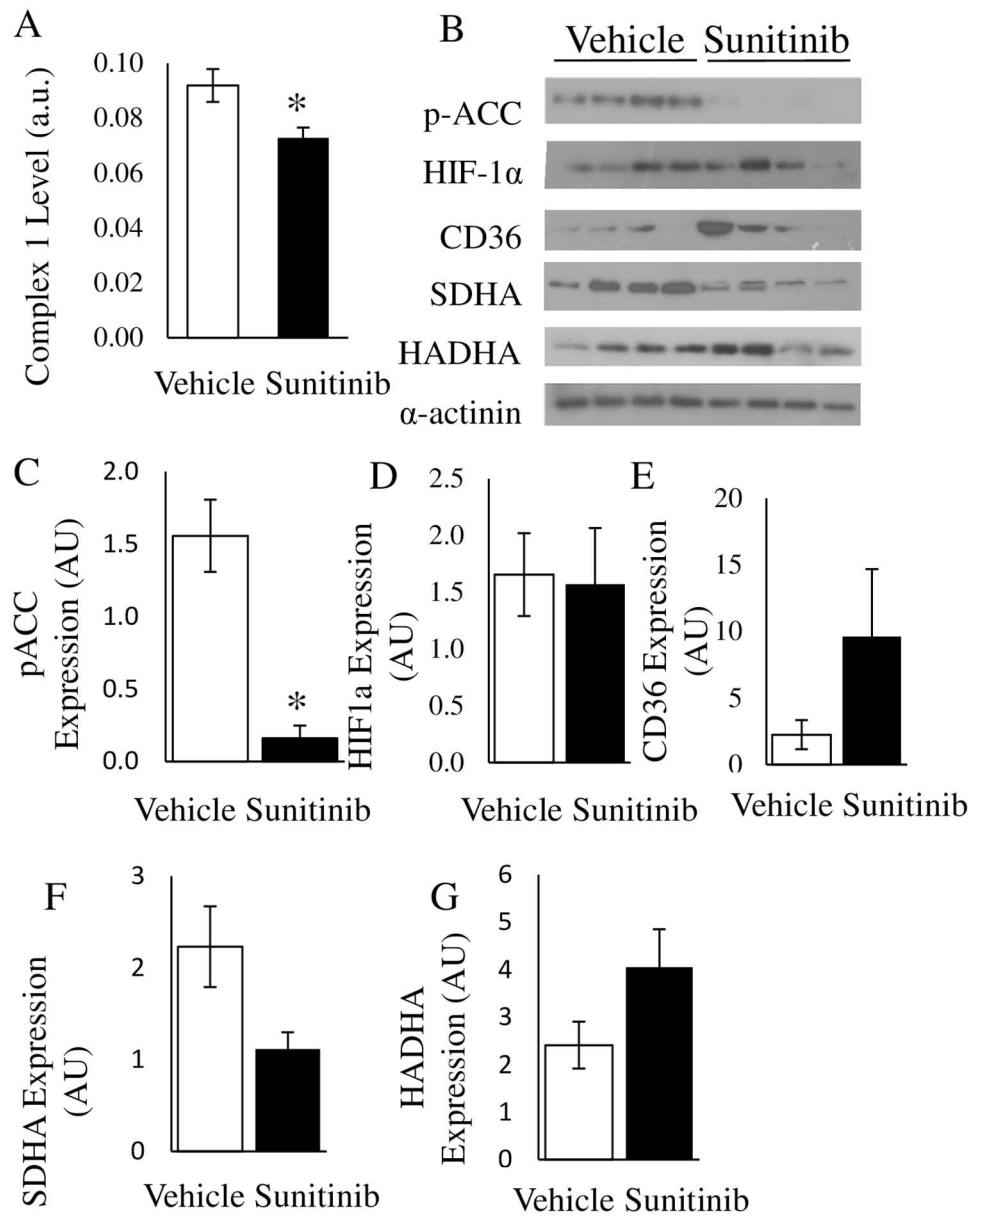 A
Complex 1 Level (a.u.)
0.10
0.08
0.06
0.04
0.02
0.00
*
Vehicle Sunitinib
B
Vehicle Sunitinib
p-ACC
HIF-1α
CD36
SDHA
HADHA
α-actinin
C
pACC
Expression (AU)
2.0
1.5
1.0
0.5
0.0
*
Vehicle Sunitinib
D
HIF1a Expression
(AU)
2.5
2.0
1.5
1.0
0.5
0.0
Vehicle Sunitinib
E
CD36 Expression
(AU)
20
15
10
5
0
Vehicle Sunitinib
F
SDHA Expression
(AU)
3
2
1
0
Vehicle Sunitinib
G
HADHA
Expression (AU)
6
5
4
3
2
1
0
Vehicle Sunitinib